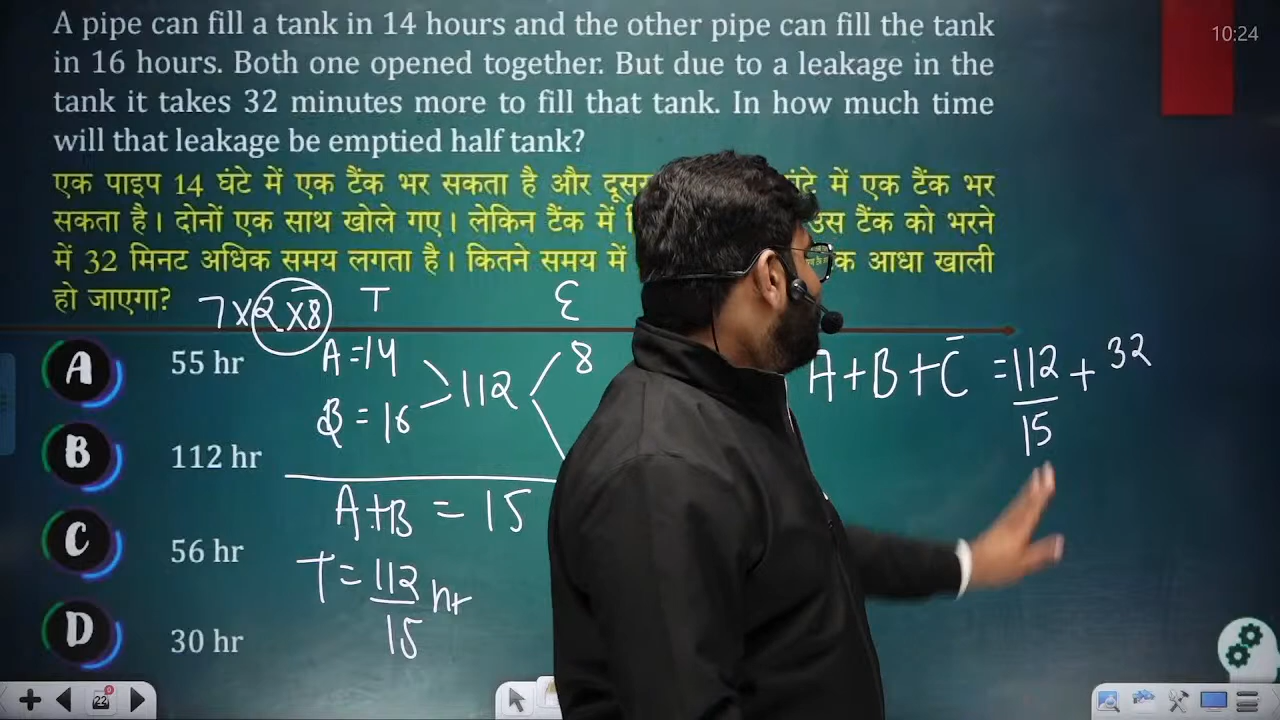 A pipe can fill a tank in 14 hours and the other pipe can fill the tank
10:24
in 16 hours. Both one opened together. But due to a leakage in the
tank it takes 32 minutes more to fill that tank. In how much time
will that leakage be emptied half tank?
एक पाइप 14 घंटे में एक टैंक भर सकता है और में एक टैंक भर
सकता है। दोनों एक साथ खोले गए। लेकिन टैंक में उस टैंक को भरने
में 32 मिनट अधिक समय लगता है। कितने समय में आधा खाली
हो जाएगा?
7×2×8 T ε
A 55 hr
A=14 112 8
B = 16
A+B+C̄ = 112/15 + 32
B 112 hr
A+B = 15
C 56 hr
T = 112/15 hr
D 30 hr
22